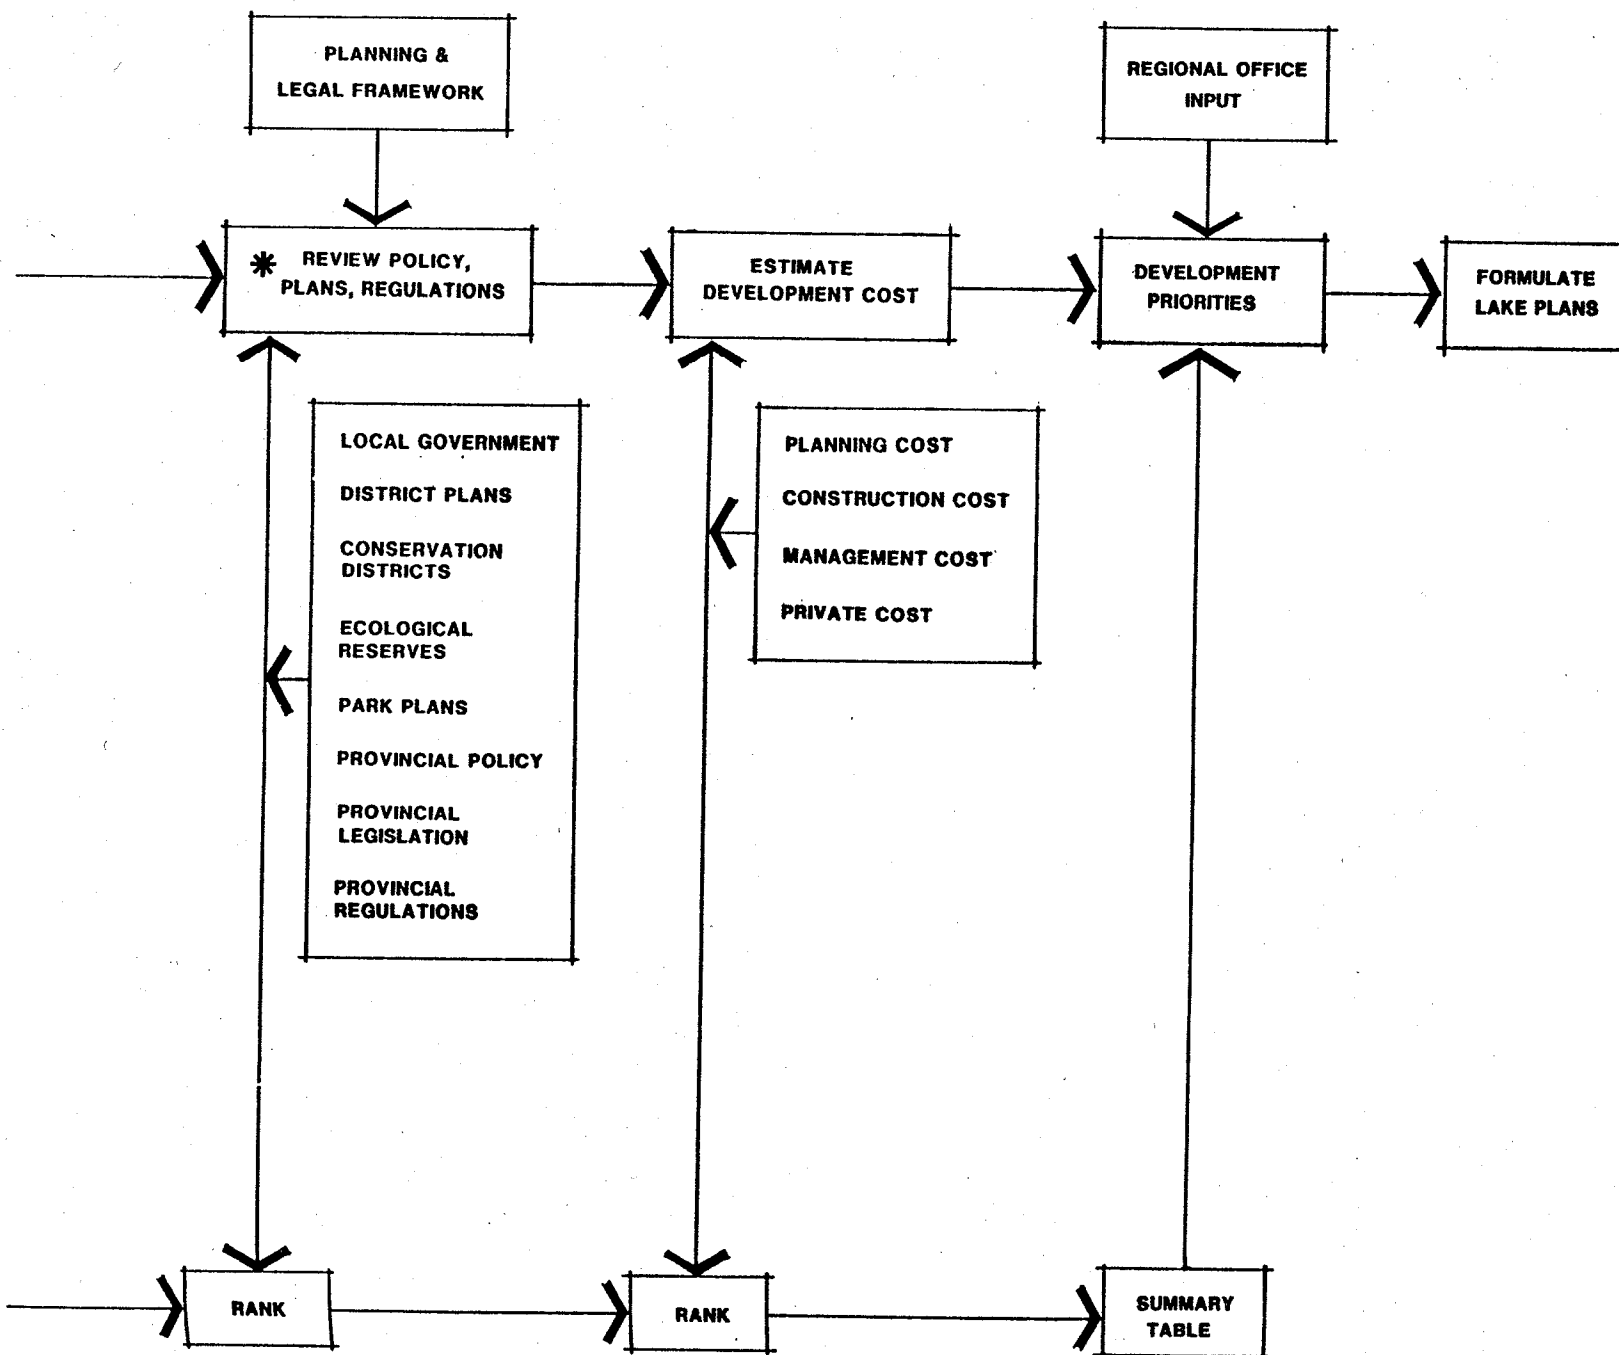 PLANNING &
LEGAL FRAMEWORK
REGIONAL OFFICE
INPUT
* REVIEW POLICY,
PLANS, REGULATIONS
ESTIMATE
DEVELOPMENT COST
DEVELOPMENT
PRIORITIES
FORMULATE
LAKE PLANS
LOCAL GOVERNMENT
DISTRICT PLANS
CONSERVATION
DISTRICTS
ECOLOGICAL
RESERVES
PARK PLANS
PROVINCIAL POLICY
PROVINCIAL
LEGISLATION
PROVINCIAL
REGULATIONS
PLANNING COST
CONSTRUCTION COST
MANAGEMENT COST
PRIVATE COST
RANK
RANK
SUMMARY
TABLE